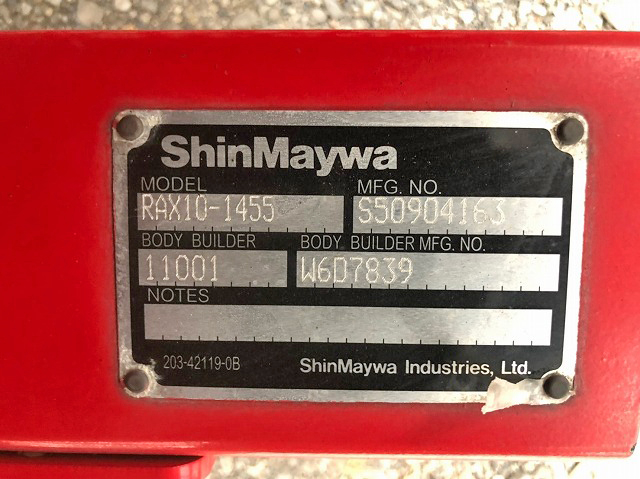 ShinMaywa
MODEL MFG. NO.
RAX10-1455 S50904163
BODY BUILDER BODY BUILDER MFG. NO.
11001 W6D7839
NOTES
203-42119-0B ShinMaywa Industries, Ltd.